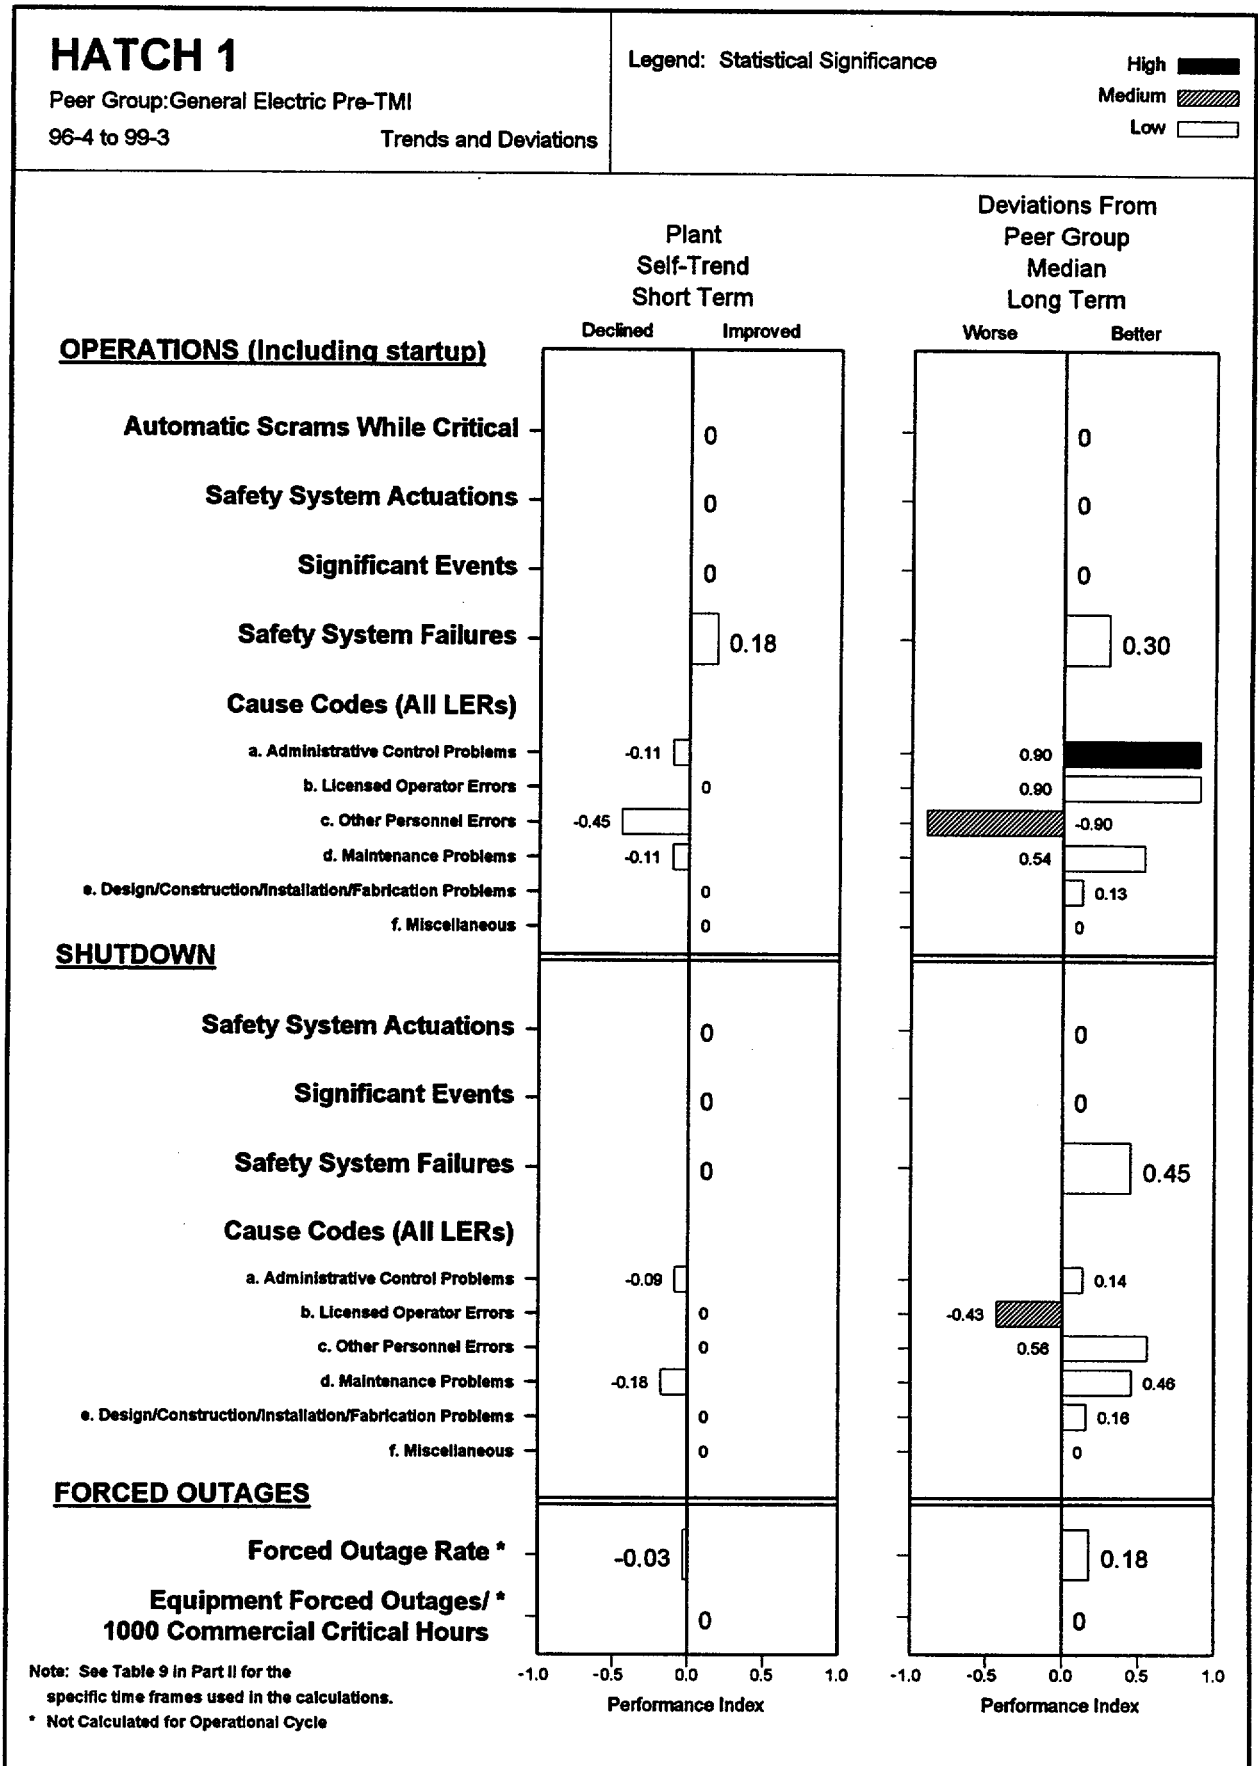 HATCH 1
Peer Group:General Electric Pre-TMI
96-4 to 99-3 Trends and Deviations
Legend: Statistical Significance
High
Medium
Low
Plant
Self-Trend
Short Term
Deviations From
Peer Group
Median
Long Term
Declined Improved
Worse Better
OPERATIONS (Including startup)
Automatic Scrams While Critical 0 0
Safety System Actuations 0 0
Significant Events 0 0
Safety System Failures 0.18 0.30
Cause Codes (All LERs)
a. Administrative Control Problems -0.11 0.90
b. Licensed Operator Errors 0 0.90
c. Other Personnel Errors -0.45 -0.90
d. Maintenance Problems -0.11 0.54
e. Design/Construction/Installation/Fabrication Problems 0 0.13
f. Miscellaneous 0 0
SHUTDOWN
Safety System Actuations 0 0
Significant Events 0 0
Safety System Failures 0 0.45
Cause Codes (All LERs)
a. Administrative Control Problems -0.09 0.14
b. Licensed Operator Errors 0 -0.43
c. Other Personnel Errors 0 0.56
d. Maintenance Problems -0.18 0.46
e. Design/Construction/Installation/Fabrication Problems 0 0.16
f. Miscellaneous 0 0
FORCED OUTAGES
Forced Outage Rate * -0.03 0.18
Equipment Forced Outages/ *
1000 Commercial Critical Hours 0 0
-1.0 -0.5 0.0 0.5 1.0
Performance Index
-1.0 -0.5 0.0 0.5 1.0
Performance Index
Note: See Table 9 in Part II for the
specific time frames used in the calculations.
* Not Calculated for Operational Cycle